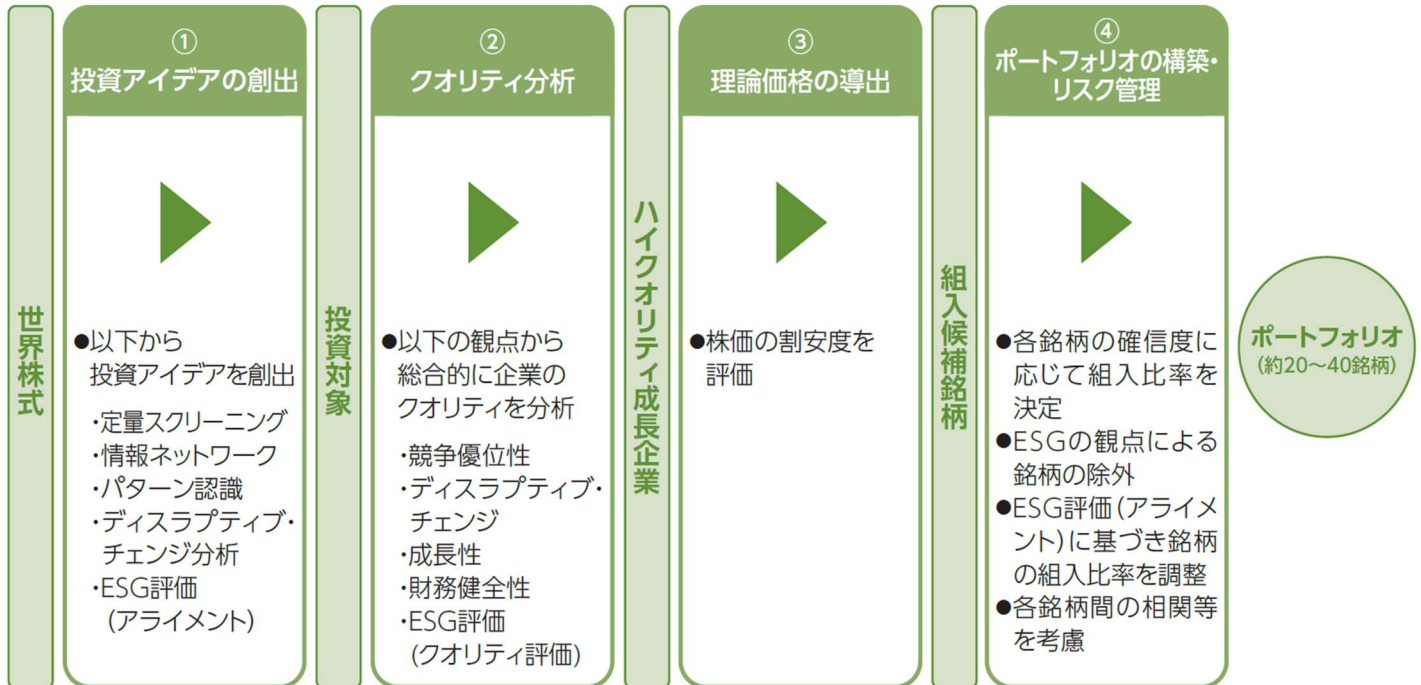 世界株式
①
投資アイデアの創出
●以下から
投資アイデアを創出
・定量スクリーニング
・情報ネットワーク
・パターン認識
・ディスラプティブ・
チェンジ分析
・ESG評価
(アライメント)
投資対象
②
クオリティ分析
●以下の観点から
総合的に企業の
クオリティを分析
・競争優位性
・ディスラプティブ・
チェンジ
・成長性
・財務健全性
・ESG評価
(クオリティ評価)
ハイクオリティ成長企業
③
理論価格の導出
●株価の割安度を
評価
組入候補銘柄
④
ポートフォリオの構築・
リスク管理
●各銘柄の確信度に
応じて組入比率を
決定
●ESGの観点による
銘柄の除外
●ESG評価(アライメ
ント)に基づき銘柄
の組入比率を調整
●各銘柄間の相関等
を考慮
ポートフォリオ
(約20～40銘柄)